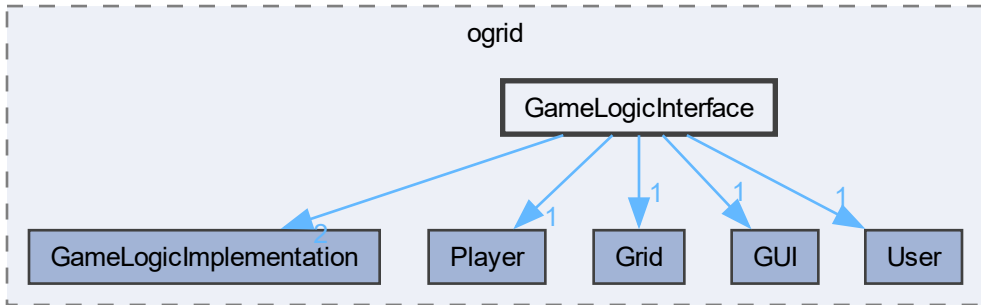 ogrid
GameLogicInterface
2
1
1
1
1
GameLogicImplementation
Player
Grid
GUI
User